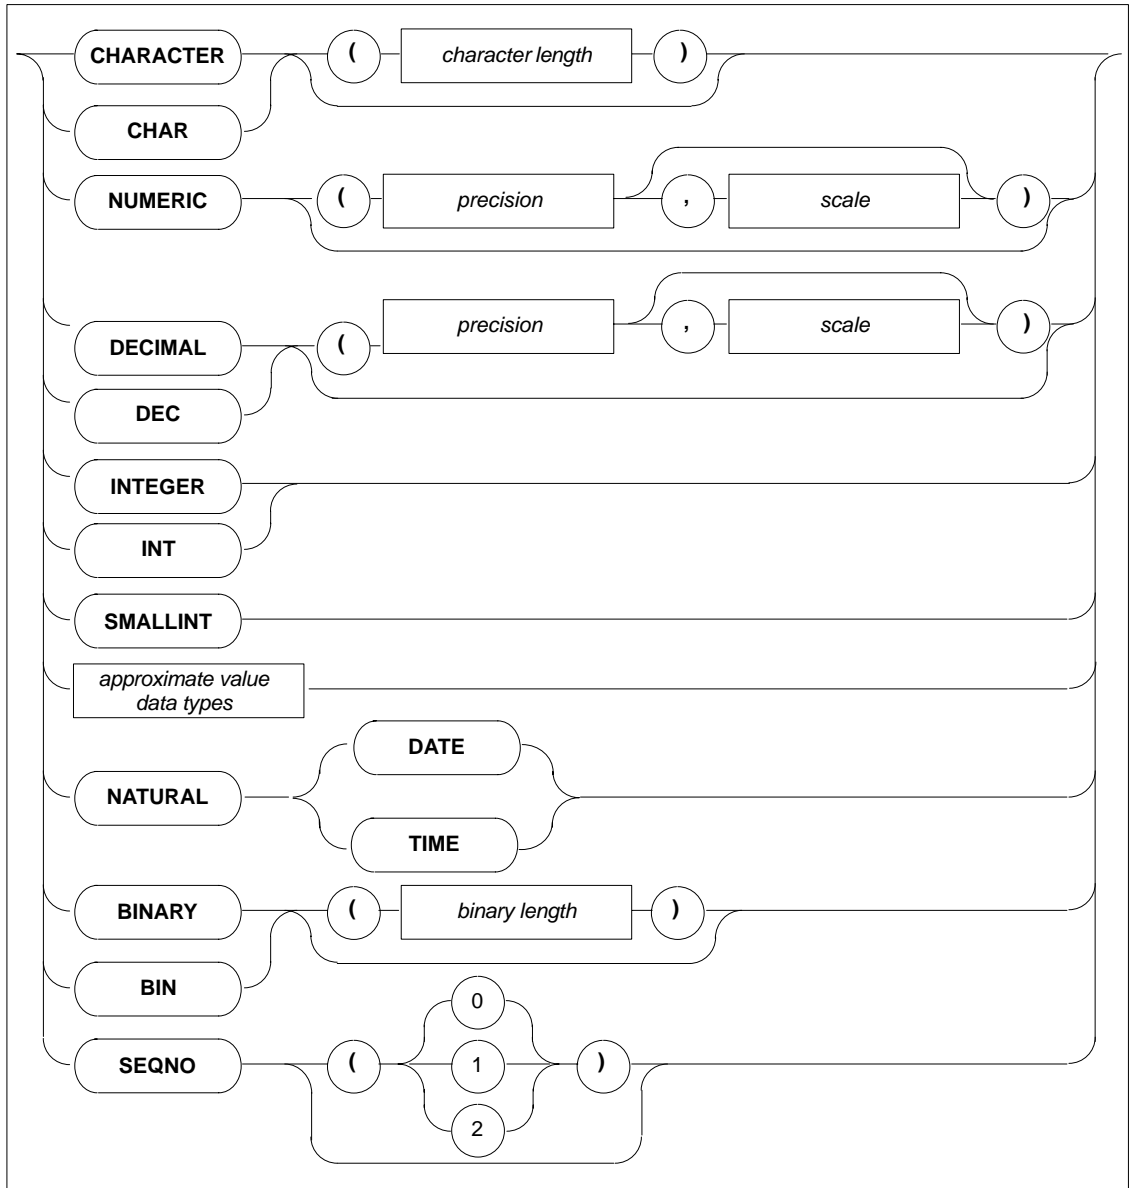 CHARACTER ( character length )
CHAR
NUMERIC ( precision , scale )
DECIMAL ( precision , scale )
DEC
INTEGER
INT
SMALLINT
approximate value
data types
DATE
NATURAL
TIME
BINARY ( binary length )
BIN
0
SEQNO ( 1 )
2